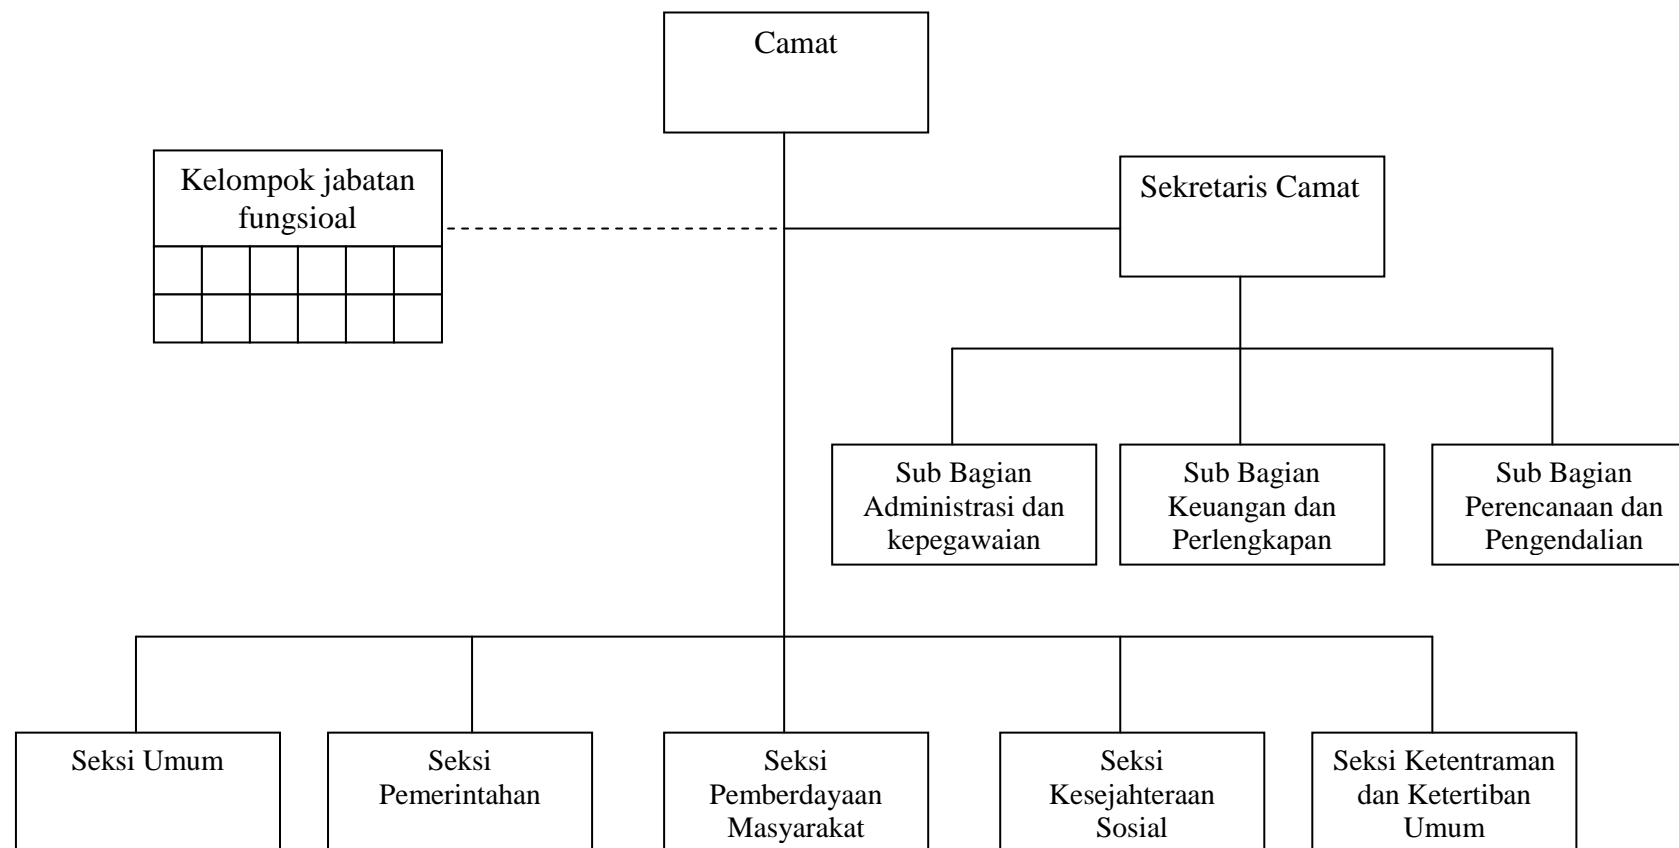 Camat
Kelompok jabatan
fungsioal
Sekretaris Camat
Sub Bagian
Administrasi dan
kepegawaian
Sub Bagian
Keuangan dan
Perlengkapan
Sub Bagian
Perencanaan dan
Pengendalian
Seksi Umum
Seksi
Pemerintahan
Seksi
Pemberdayaan
Masyarakat
Seksi
Kesejahteraan
Sosial
Seksi Ketentraman
dan Ketertiban
Umum